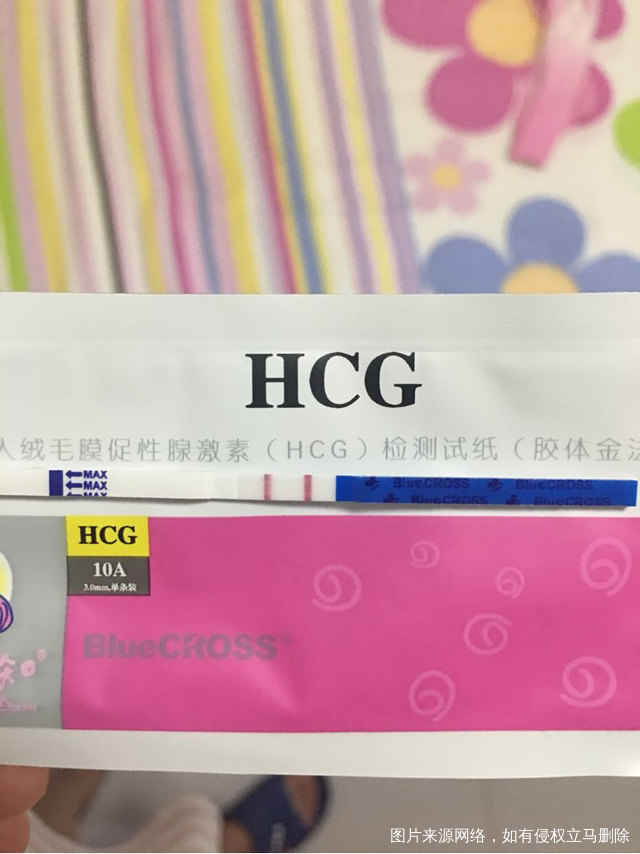 HCG
人绒毛膜促性腺激素（HCG）检测试纸（胶体金法
MAX
MAX
MAX
BlueCROSS BlueCROSS
BlueCROSS BlueCROSS
HCG
10A
3.0mm,单条装
BlueCROSS®
图片来源网络，如有侵权立马删除